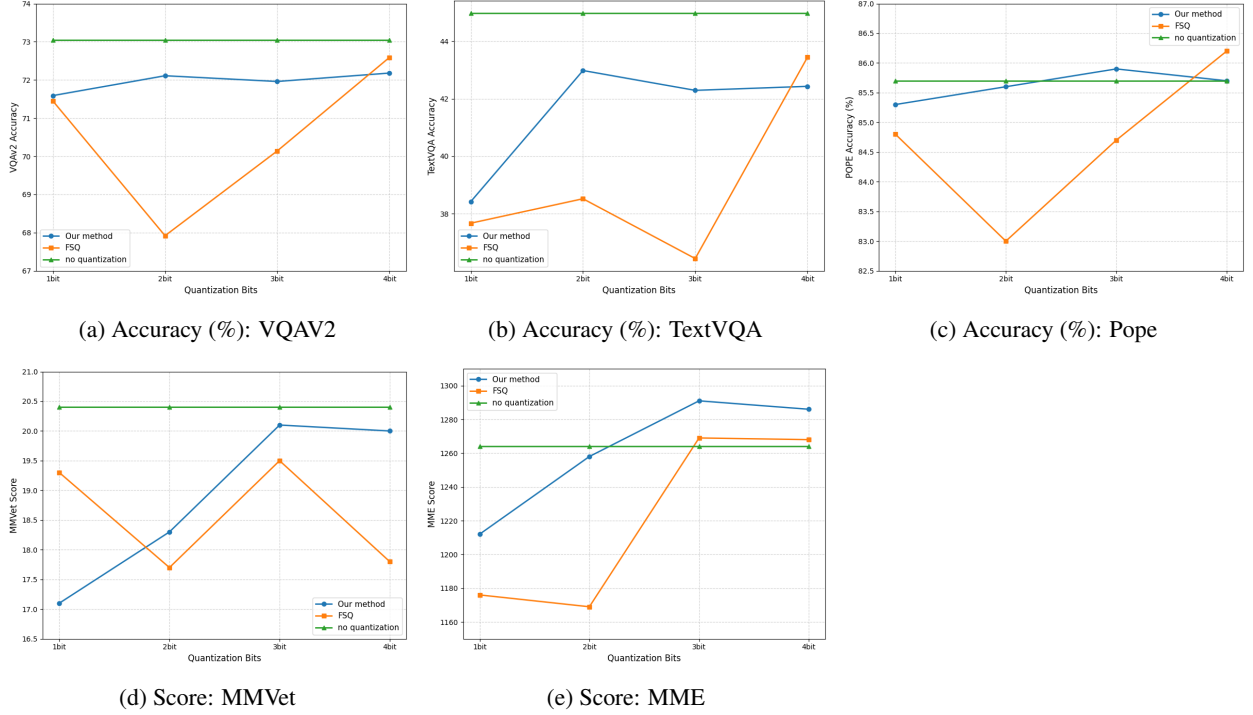 74
73
72
71
70
69
68
67
VQAv2 Accuracy
Our method
FSQ
no quantization
1bit 2bit 3bit 4bit
Quantization Bits
(a) Accuracy (%): VQAV2
44
42
40
38
TextVQA Accuracy
Our method
FSQ
no quantization
1bit 2bit 3bit 4bit
Quantization Bits
(b) Accuracy (%): TextVQA
87.0
86.5
86.0
85.5
85.0
84.5
84.0
83.5
83.0
82.5
POPE Accuracy (%)
Our method
FSQ
no quantization
1bit 2bit 3bit 4bit
Quantization Bits
(c) Accuracy (%): Pope
21.0
20.5
20.0
19.5
19.0
18.5
18.0
17.5
17.0
16.5
MMVet Score
Our method
FSQ
no quantization
1bit 2bit 3bit 4bit
Quantization Bits
(d) Score: MMVet
1300
1280
1260
1240
1220
1200
1180
1160
MME Score
Our method
FSQ
no quantization
1bit 2bit 3bit 4bit
Quantization Bits
(e) Score: MME